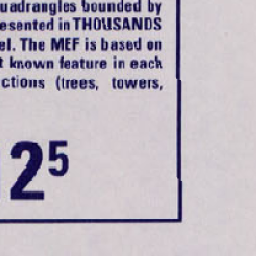 quadrangles bounded by
esented in THOUSANDS
el. The MEF is based on
t known feature in each
ctions (trees, towers,
2⁵